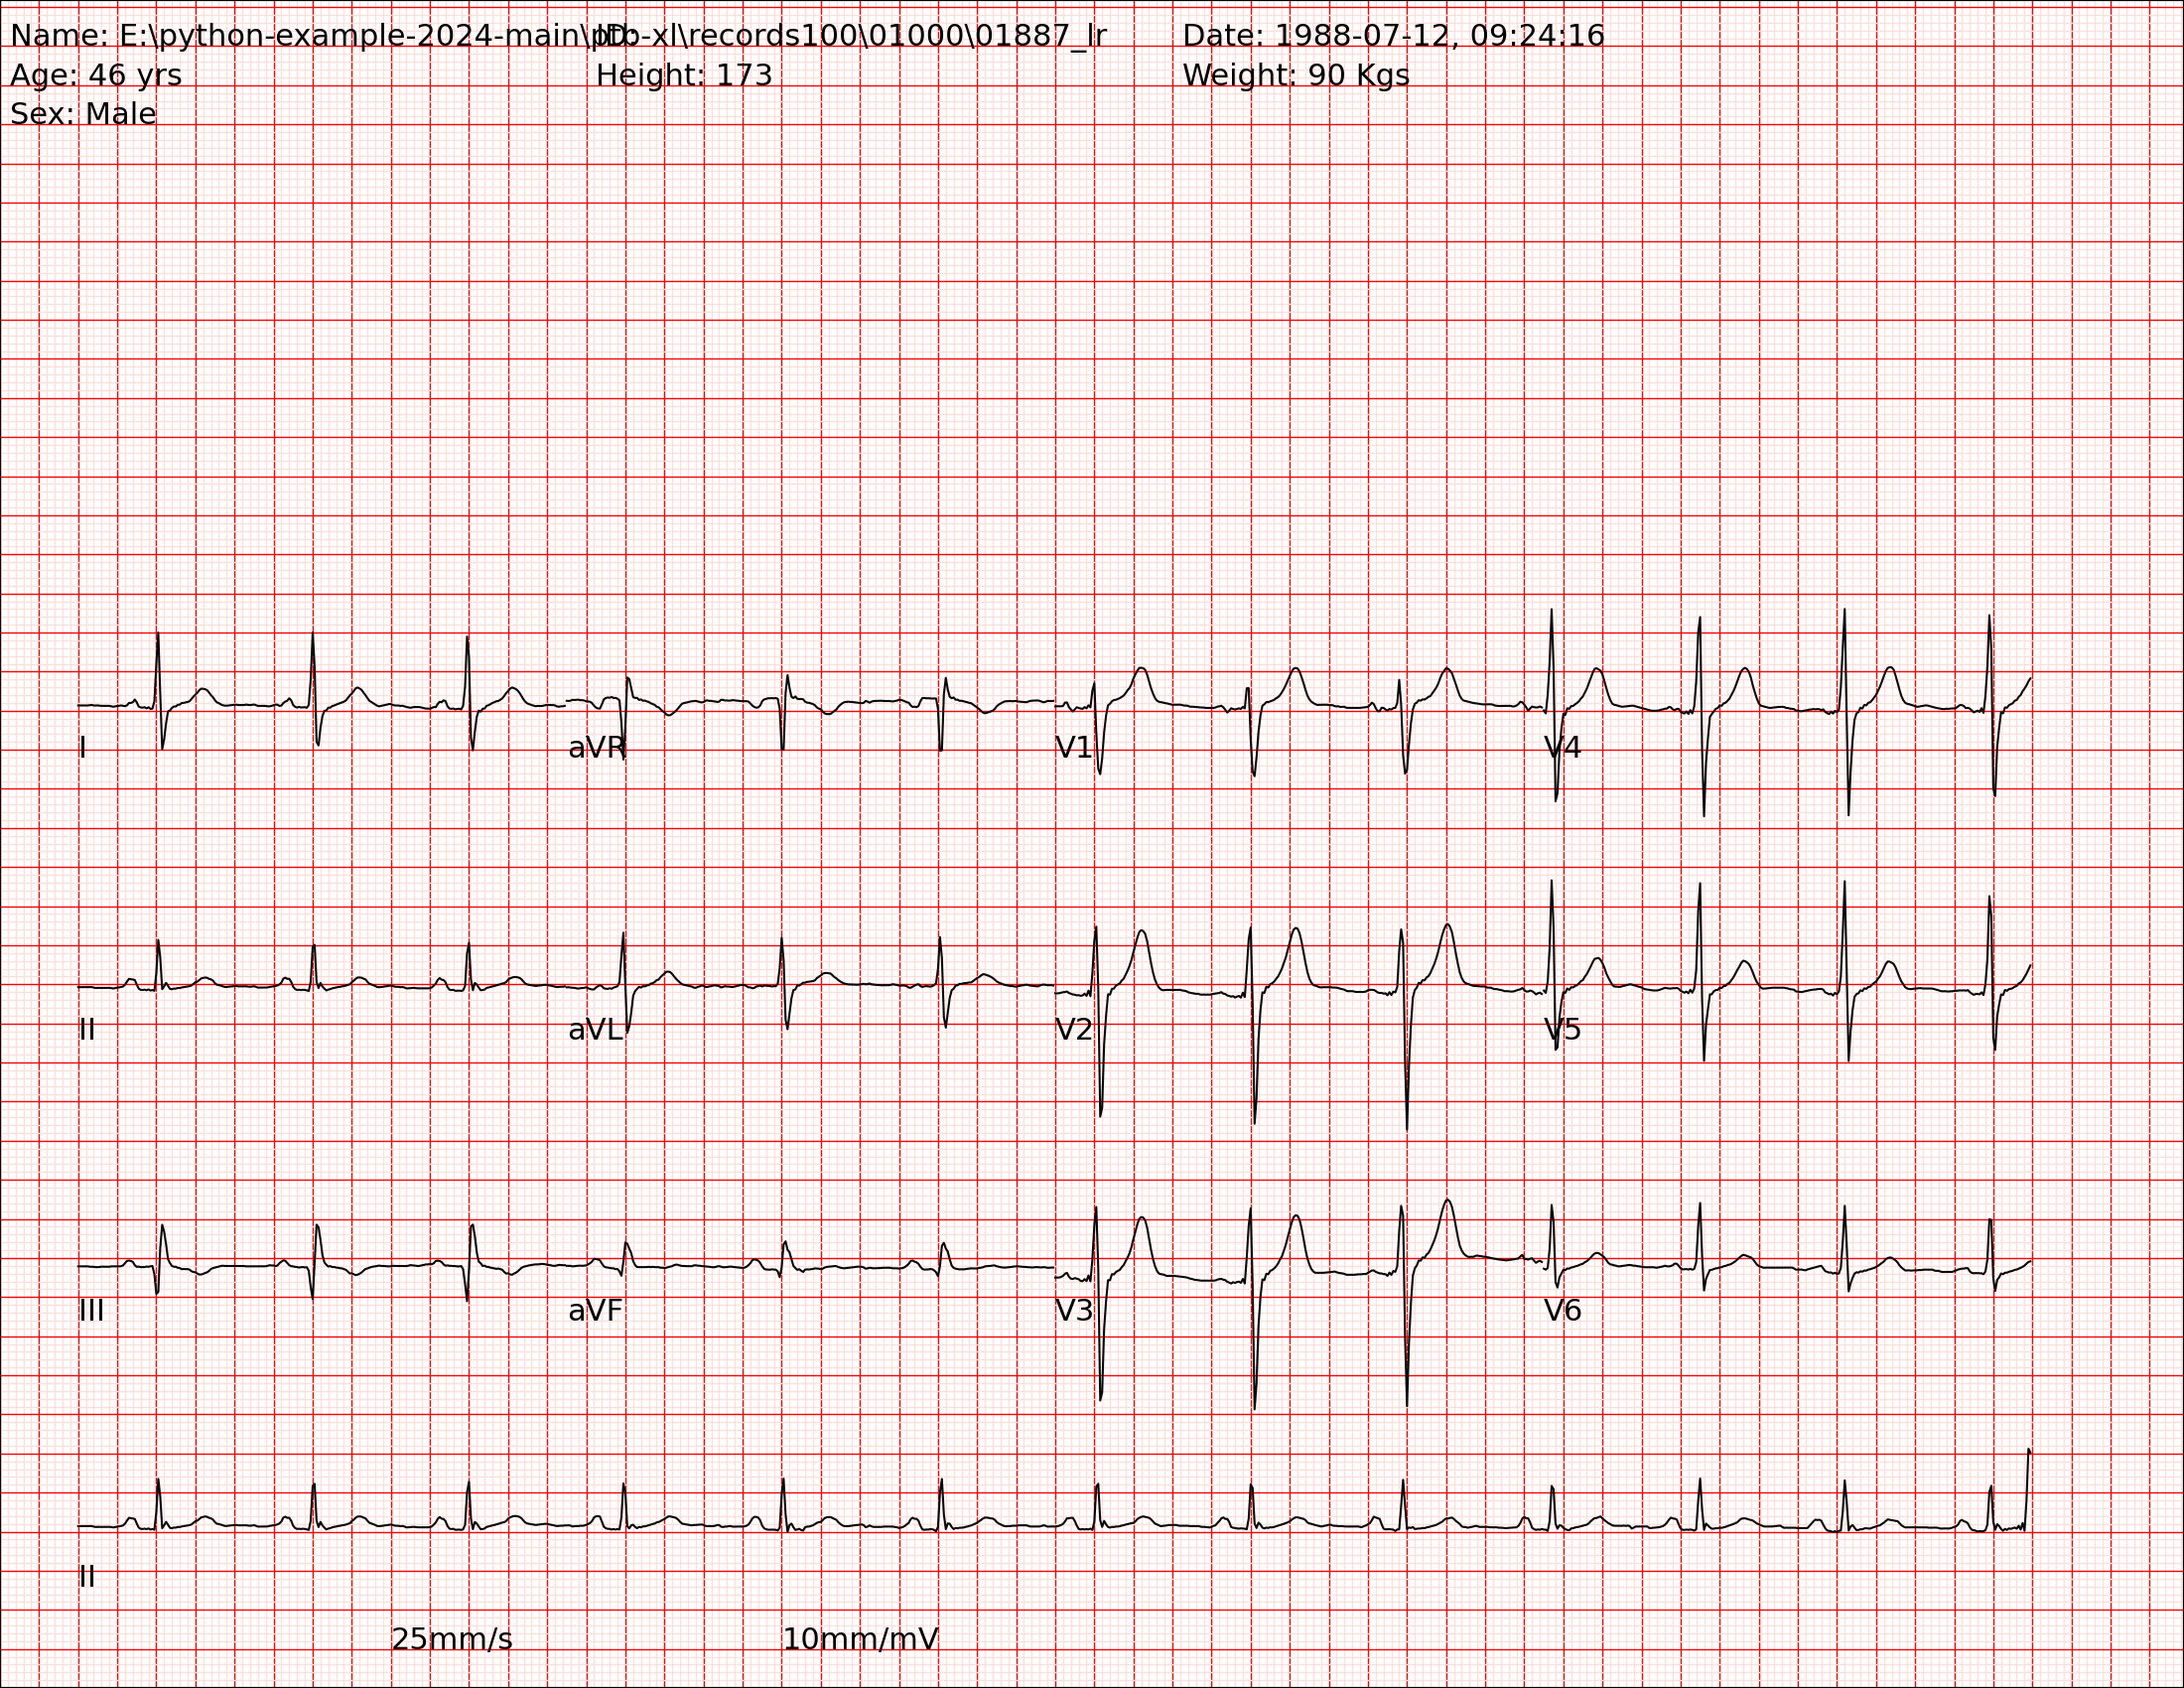 Name: E:\python-example-2024-main\ptb-xl\records100\01000\01887_lr ID: Date: 1988-07-12, 09:24:16
Age: 46 yrs Height: 173 Weight: 90 Kgs
Sex: Male
I aVR V1 V4
II aVL V2 V5
III aVF V3 V6
II
25mm/s 10mm/mV